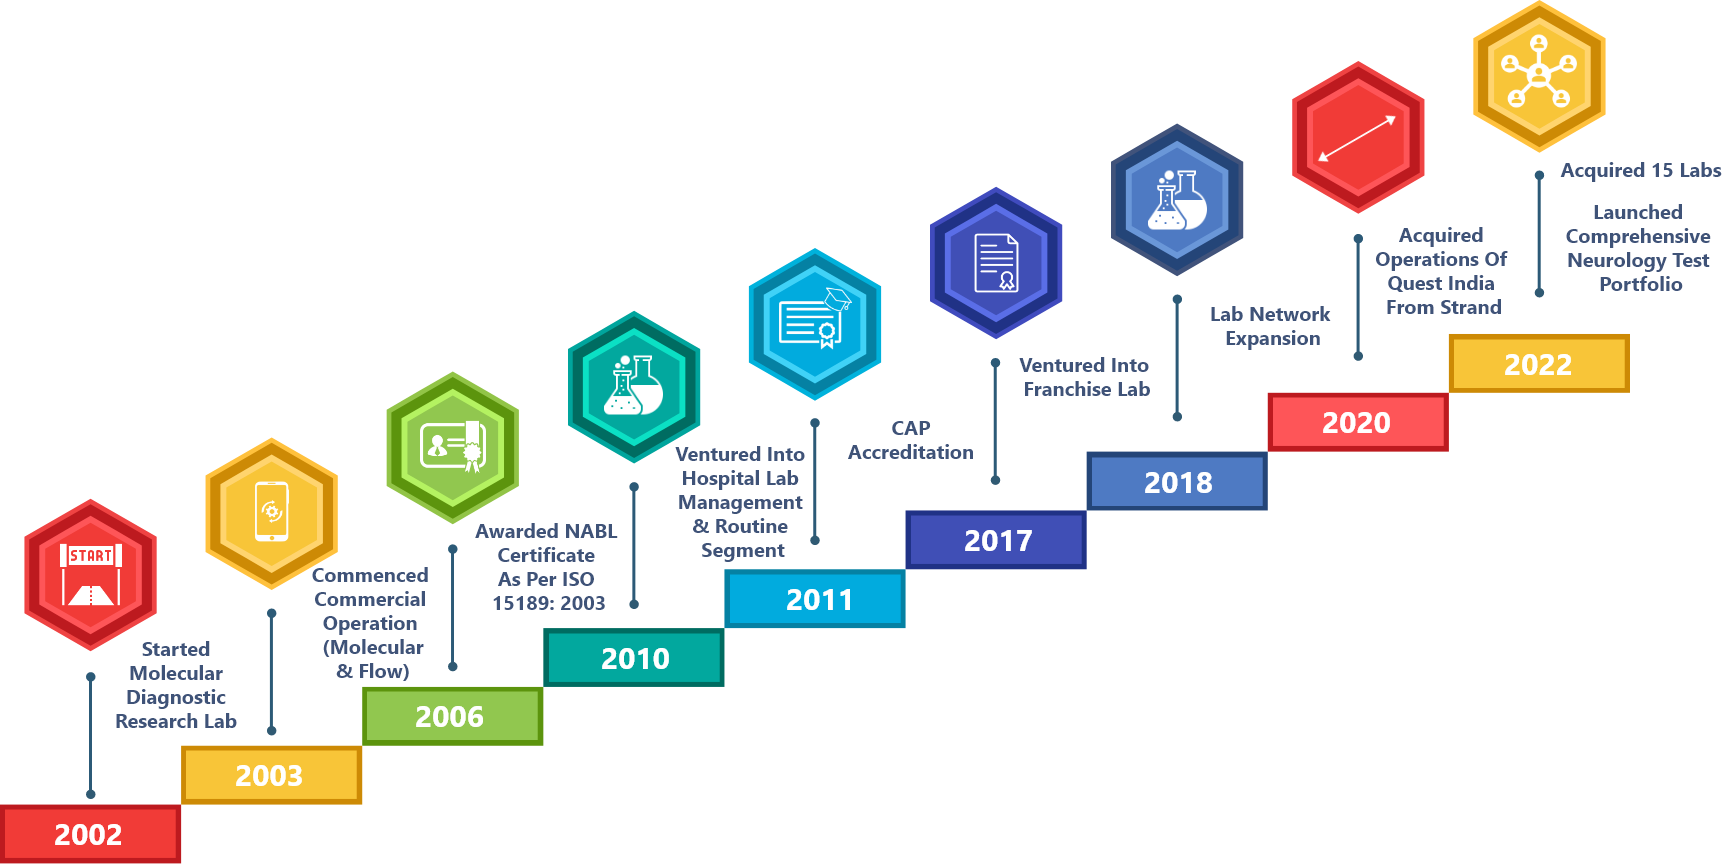 START
Started
Molecular
Diagnostic
Research Lab
2002
Commenced
Commercial
Operation
(Molecular
& Flow)
2003
Awarded NABL
Certificate
As Per ISO
15189: 2003
2006
Ventured Into
Hospital Lab
Management
& Routine
Segment
2010
CAP
Accreditation
2011
Ventured Into
Franchise Lab
2017
Lab Network
Expansion
2018
Acquired
Operations Of
Quest India
From Strand
2020
Acquired 15 Labs
Launched
Comprehensive
Neurology Test
Portfolio
2022